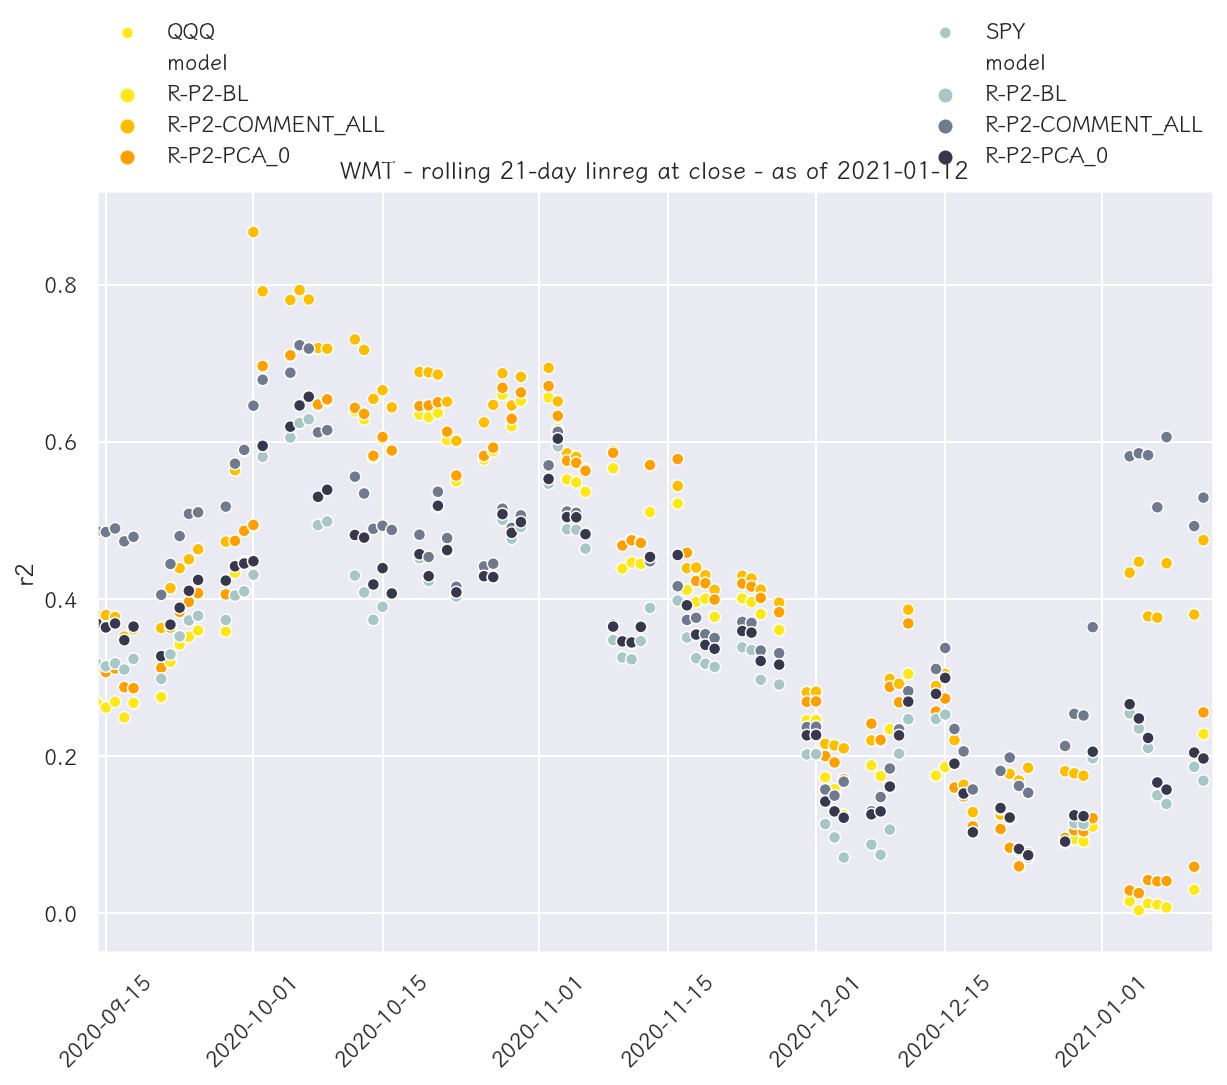 QQQ
model
R-P2-BL
R-P2-COMMENT_ALL
R-P2-PCA_0
SPY
model
R-P2-BL
R-P2-COMMENT_ALL
R-P2-PCA_0
WMT - rolling 21-day linreg at close - as of 2021-01-12
r2
0.8
0.6
0.4
0.2
0.0
2020-09-15
2020-10-01
2020-10-15
2020-11-01
2020-11-15
2020-12-01
2020-12-15
2021-01-01